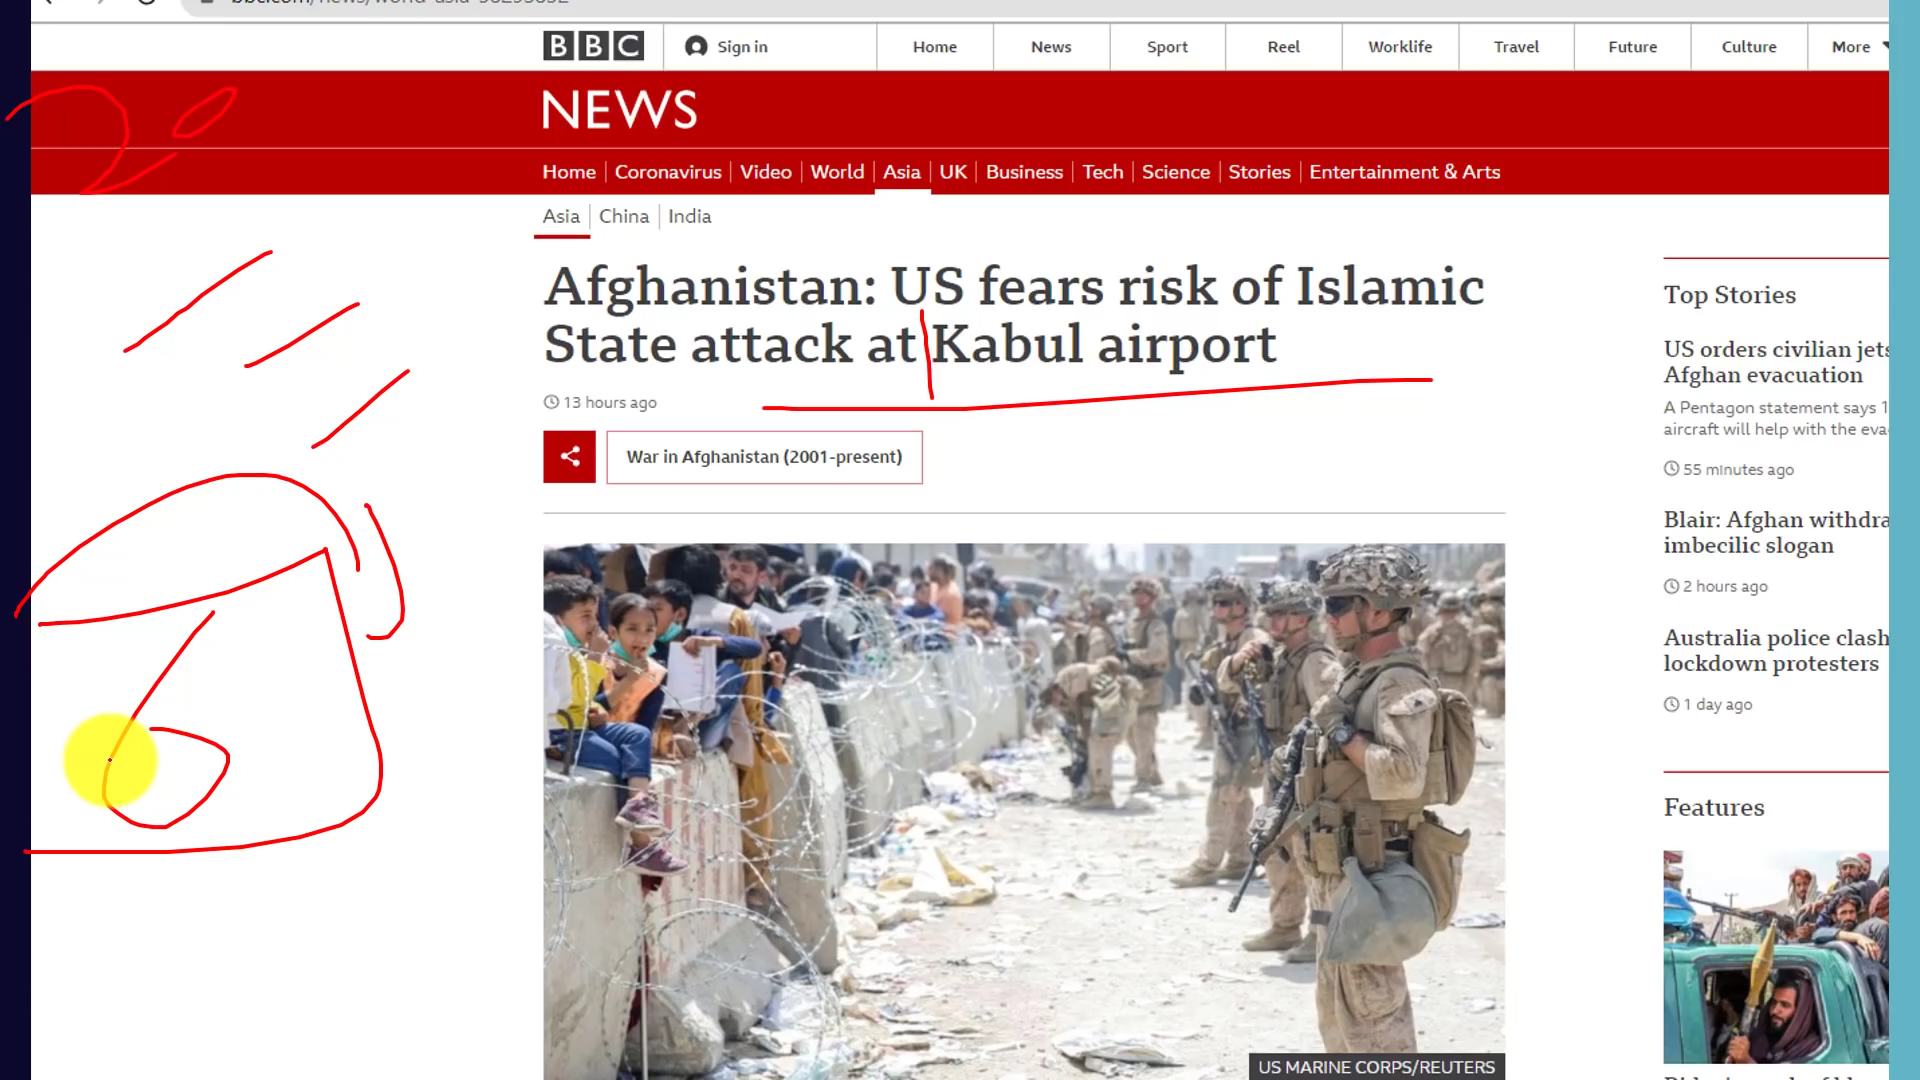 BBC Sign in Home News Sport Reel Worklife Travel Future Culture More
NEWS
Home Coronavirus Video World Asia UK Business Tech Science Stories Entertainment & Arts
Asia China India
Afghanistan: US fears risk of Islamic
State attack at Kabul airport
13 hours ago
War in Afghanistan (2001-present)
US MARINE CORPS/REUTERS
Top Stories
US orders civilian jets
Afghan evacuation
A Pentagon statement says 1
aircraft will help with the eva
55 minutes ago
Blair: Afghan withdra
imbecilic slogan
2 hours ago
Australia police clash
lockdown protesters
1 day ago
Features